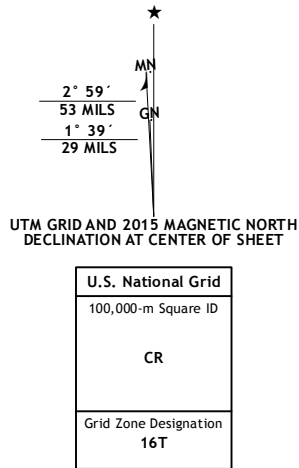 MN
2° 59´
53 MILS
GN
1° 39´
29 MILS
UTM GRID AND 2015 MAGNETIC NORTH
DECLINATION AT CENTER OF SHEET
U.S. National Grid
100,000-m Square ID
CR
Grid Zone Designation
16T